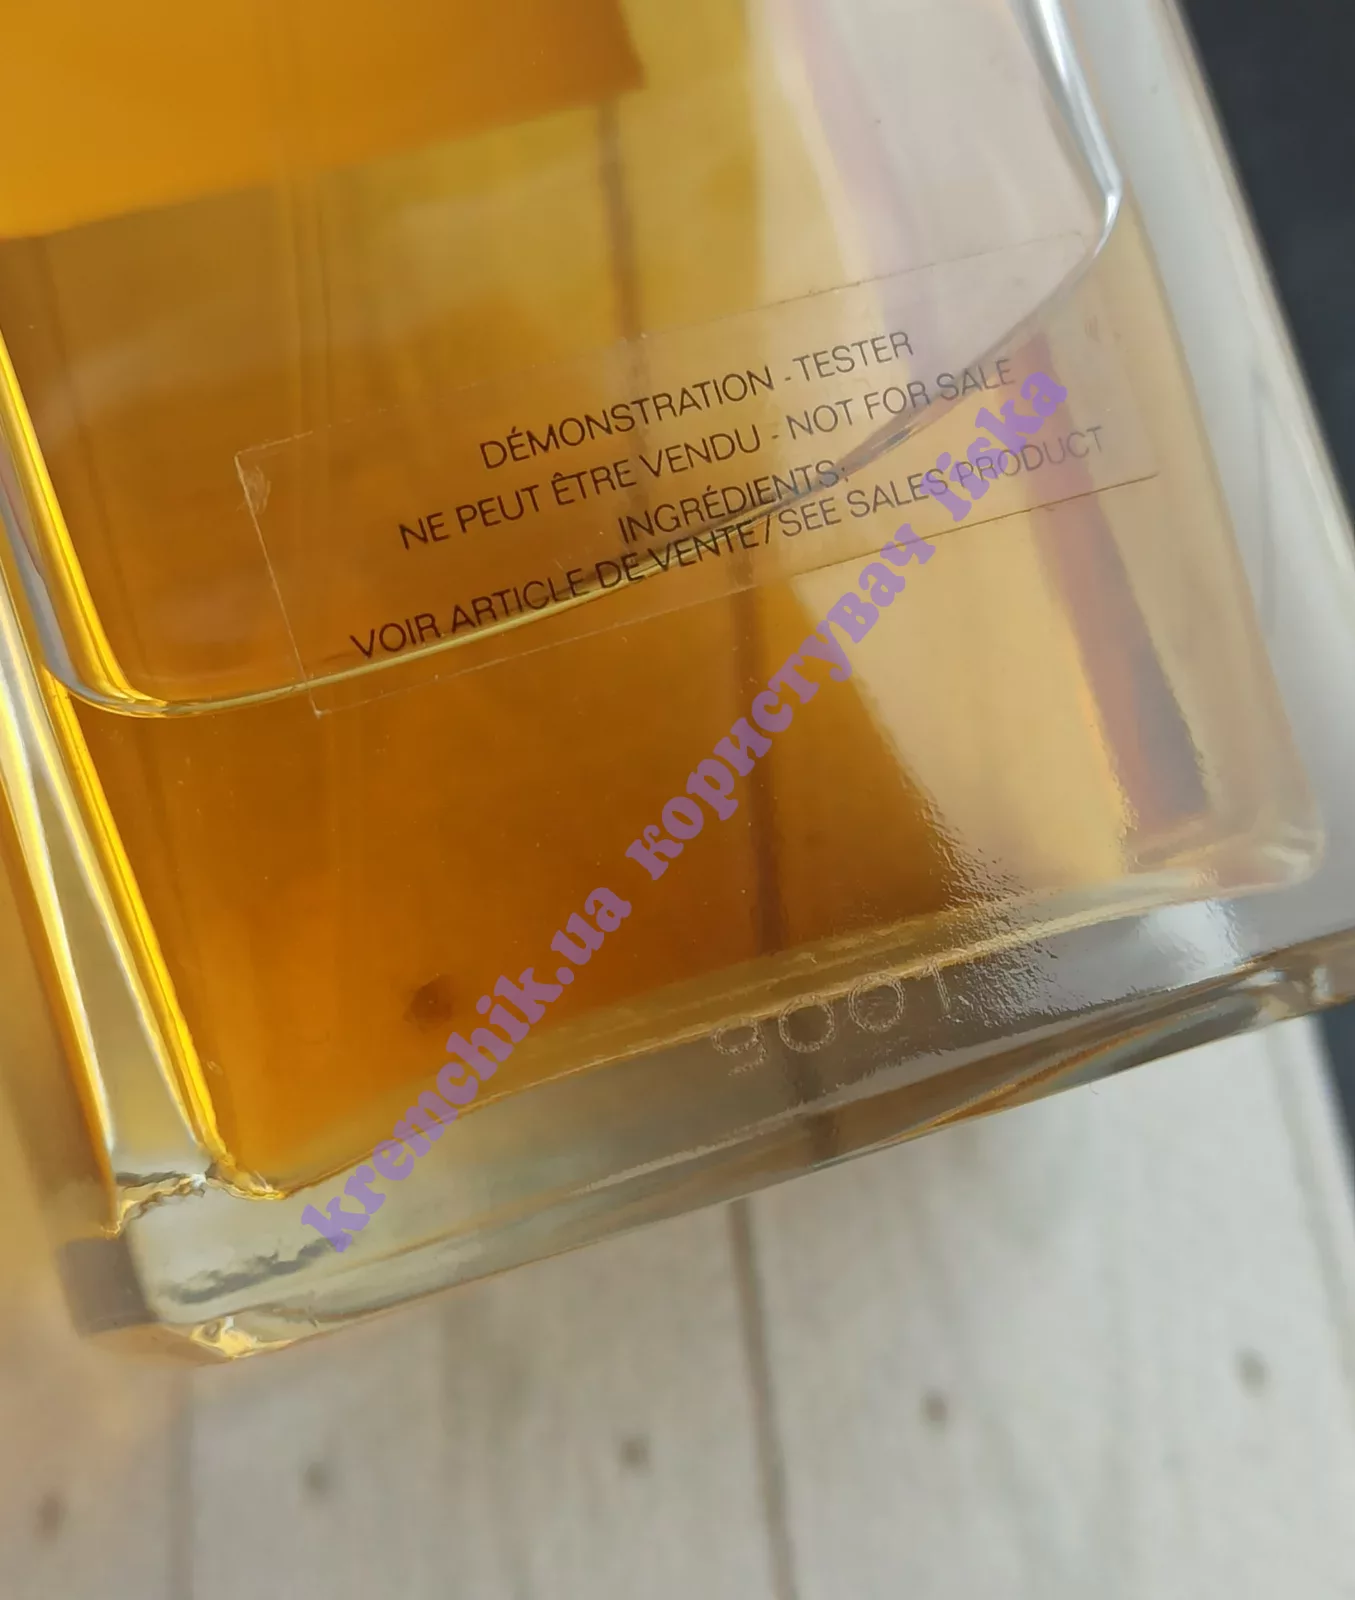 DÉMONSTRATION - TESTER
NE PEUT ÊTRE VENDU - NOT FOR SALE
INGRÉDIENTS:
VOIR ARTICLE DE VENTE / SEE SALES PRODUCT
kremchik.ua користувач liska